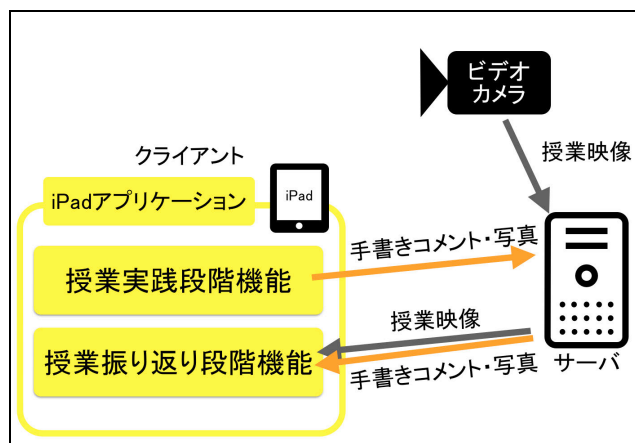 ビデオ
カメラ
授業映像
クライアント
iPadアプリケーション
iPad
手書きコメント・写真
授業実践段階機能
授業映像
授業振り返り段階機能
手書きコメント・写真
サーバ